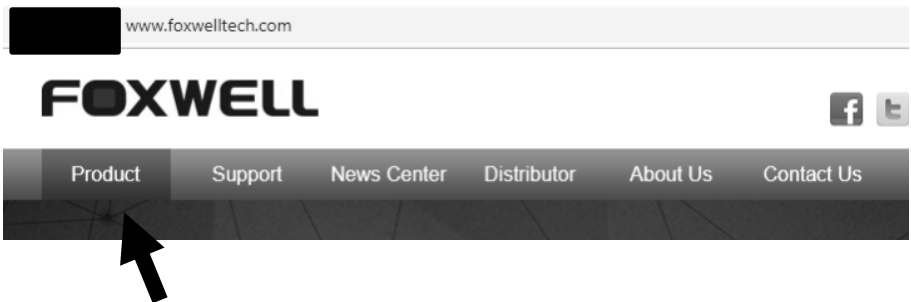 www.foxwelltech.com
FOXWELL
f t
Product Support News Center Distributor About Us Contact Us